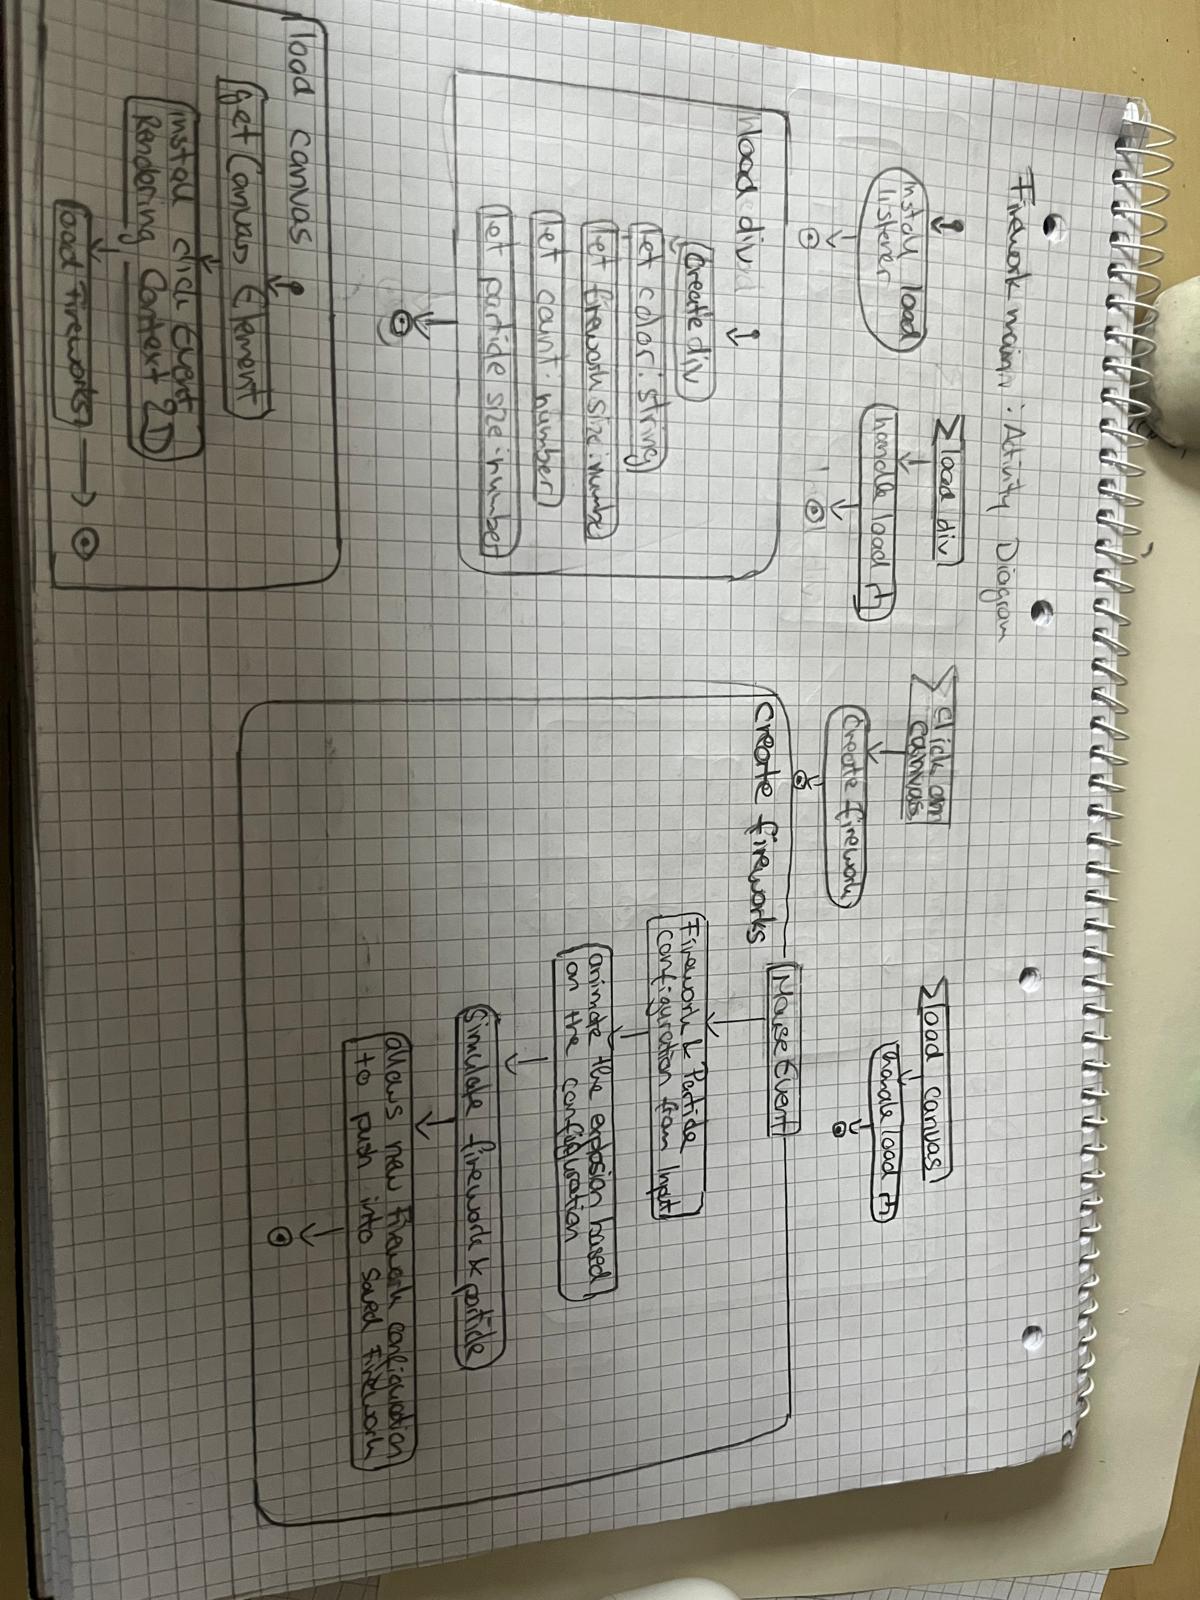 Firework main : Activity Diagram
install load
listener
load div
handle load
click on
canvas
create firework
load canvas
handle load
load div
create div
let color: string
let firework size: number
let count: number
let particle size: number
load canvas
get Canvas Element
install click Event
Rendering Context 2D
load Fireworks
create fireworks
MouseEvent
Firework & Particle
configuration from Input
animate the explosion based
on the configuration
Simulate firework & particle
allows new firework configuration
to push into saved Firework